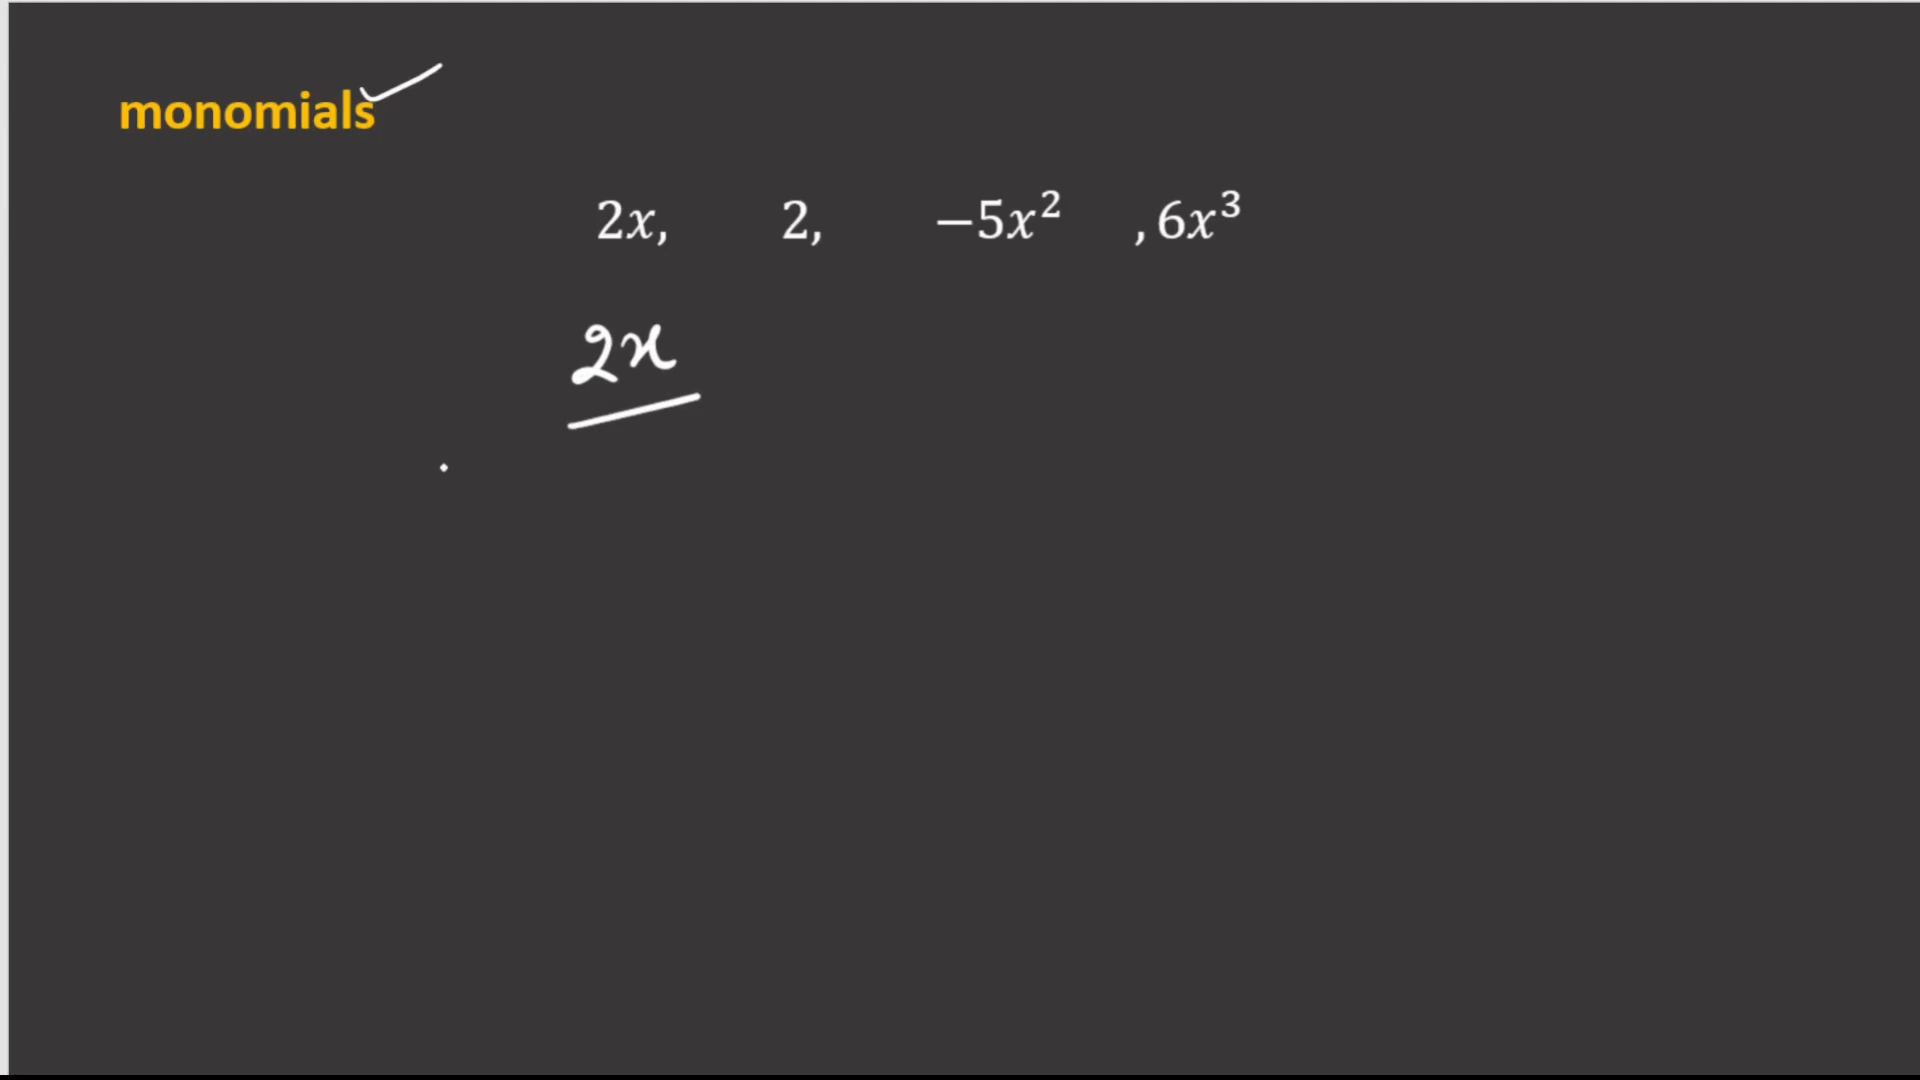 monomials
2x, 2, −5x² , 6x³
2x